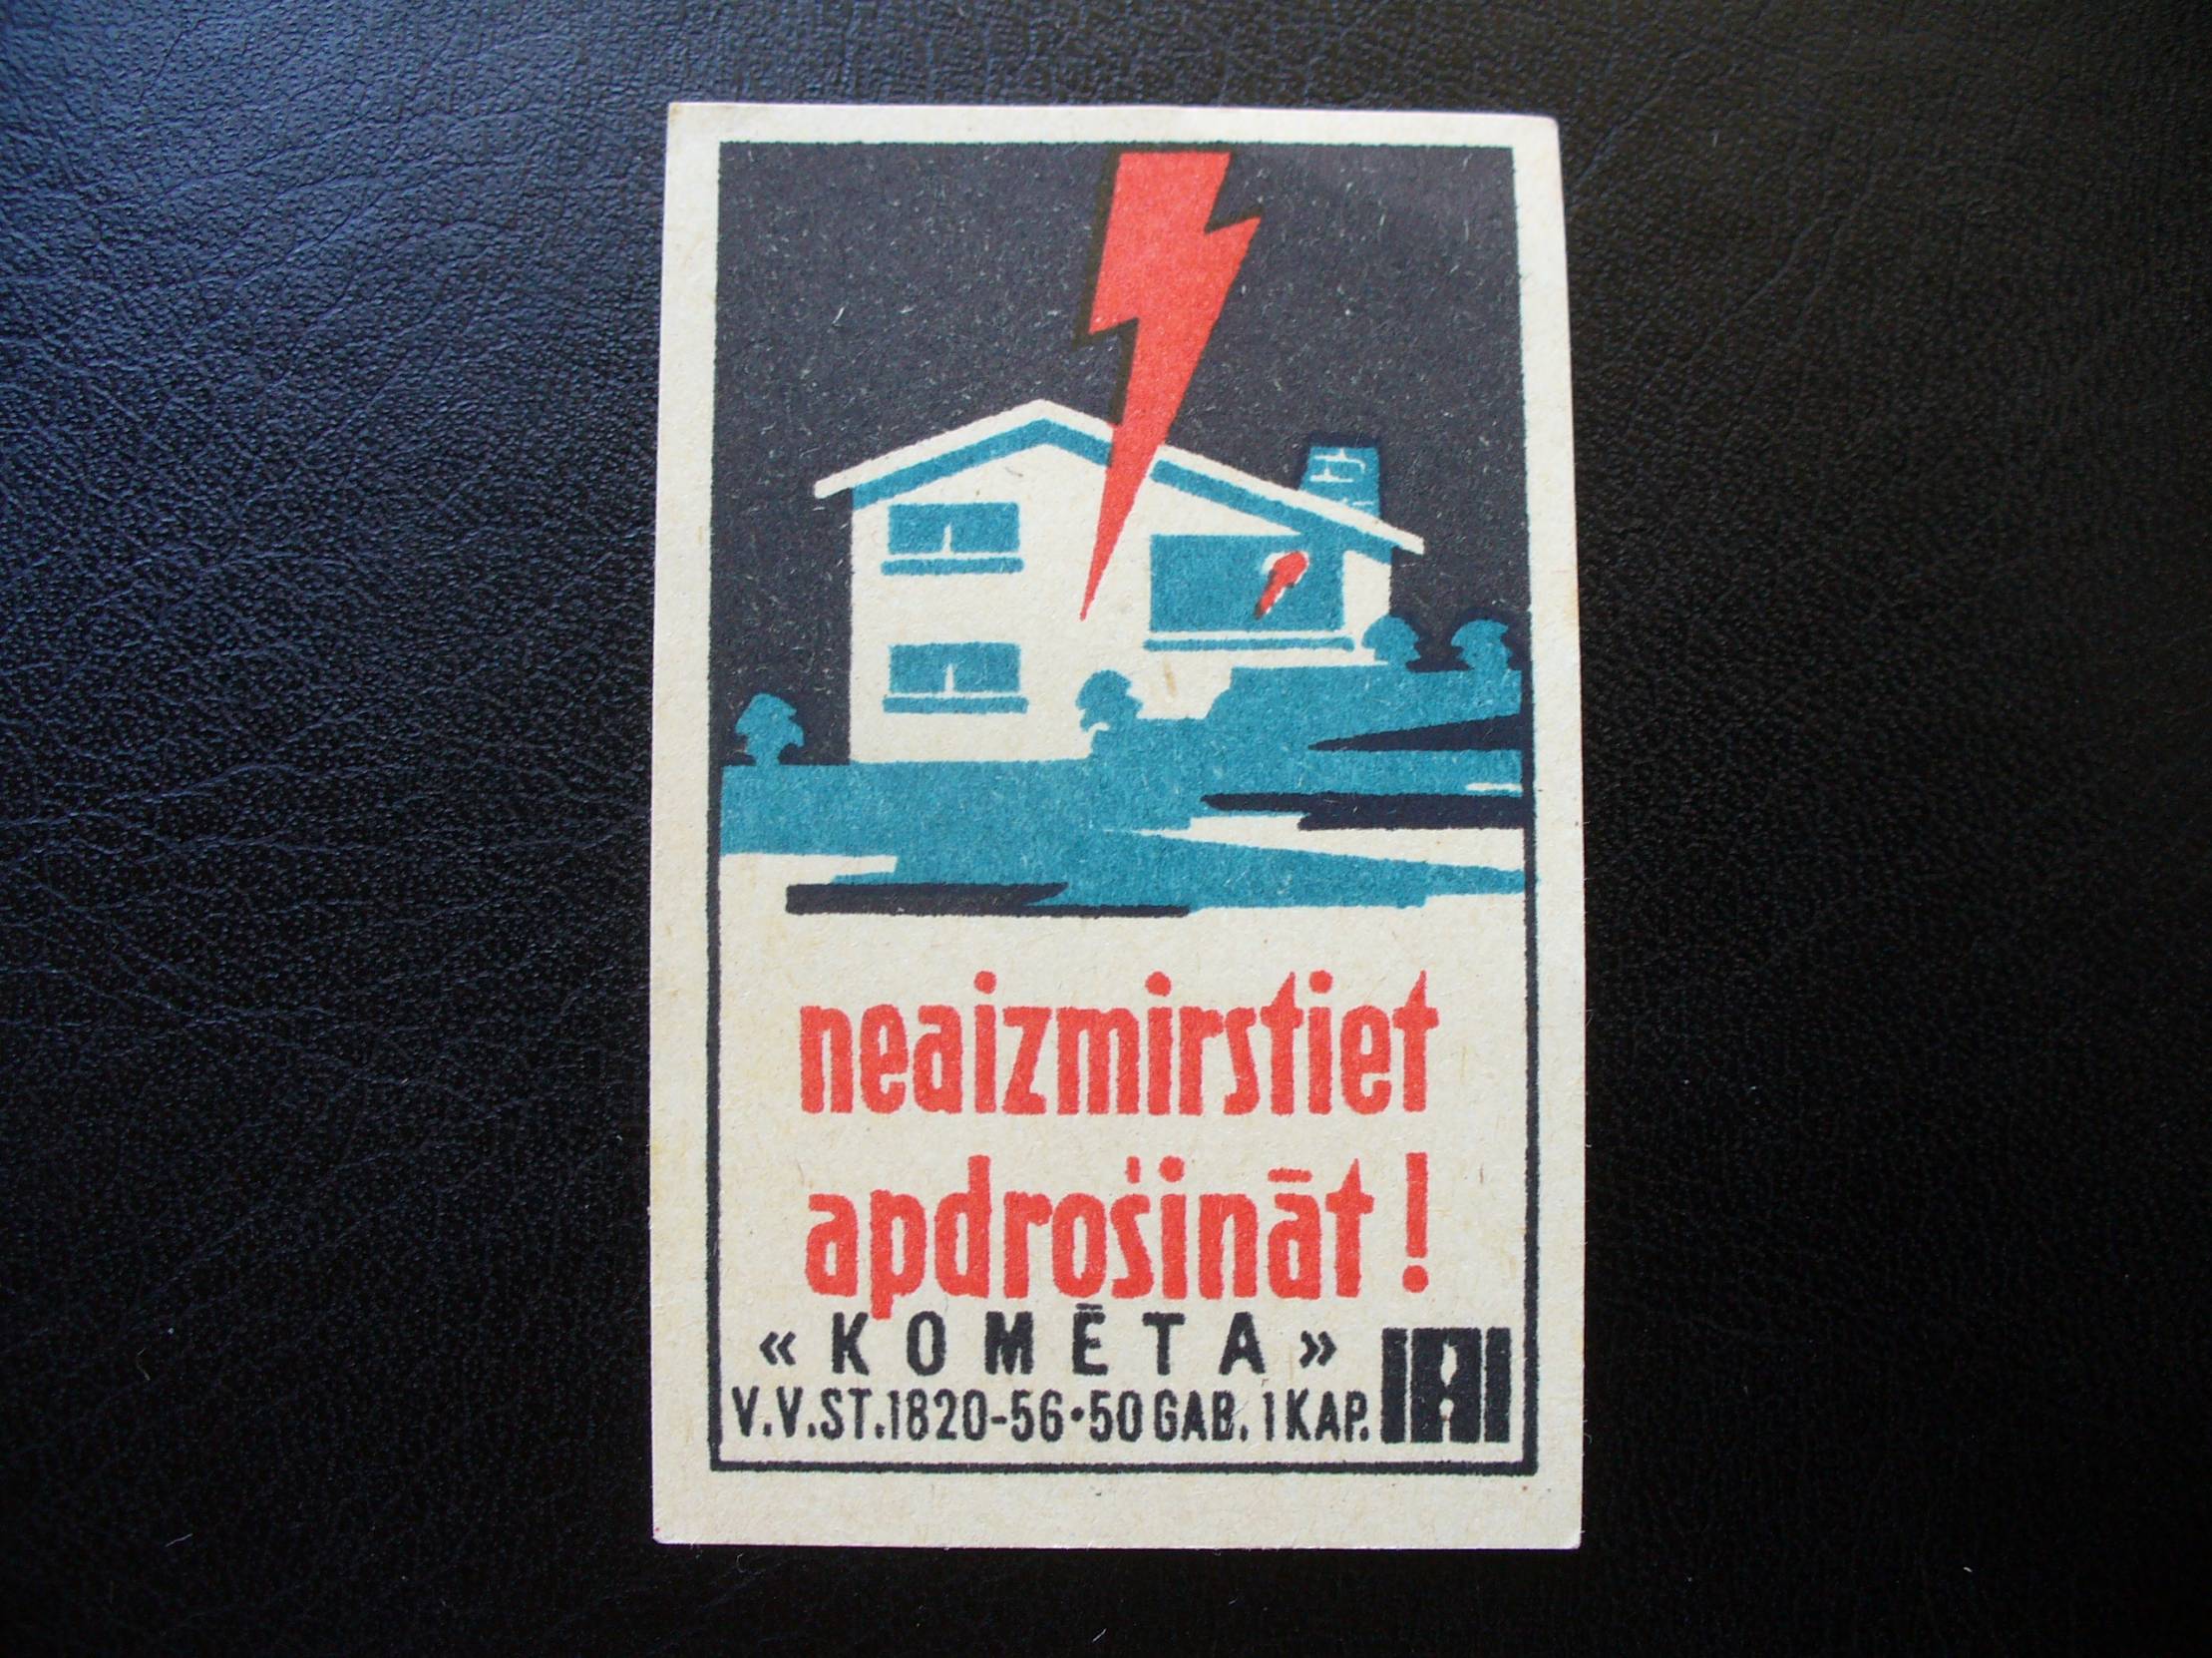 neaizmirstiet
apdrošināt!
«KOMĒTA»
V.V.ST.1820-56•50 GAB. 1 KAP.